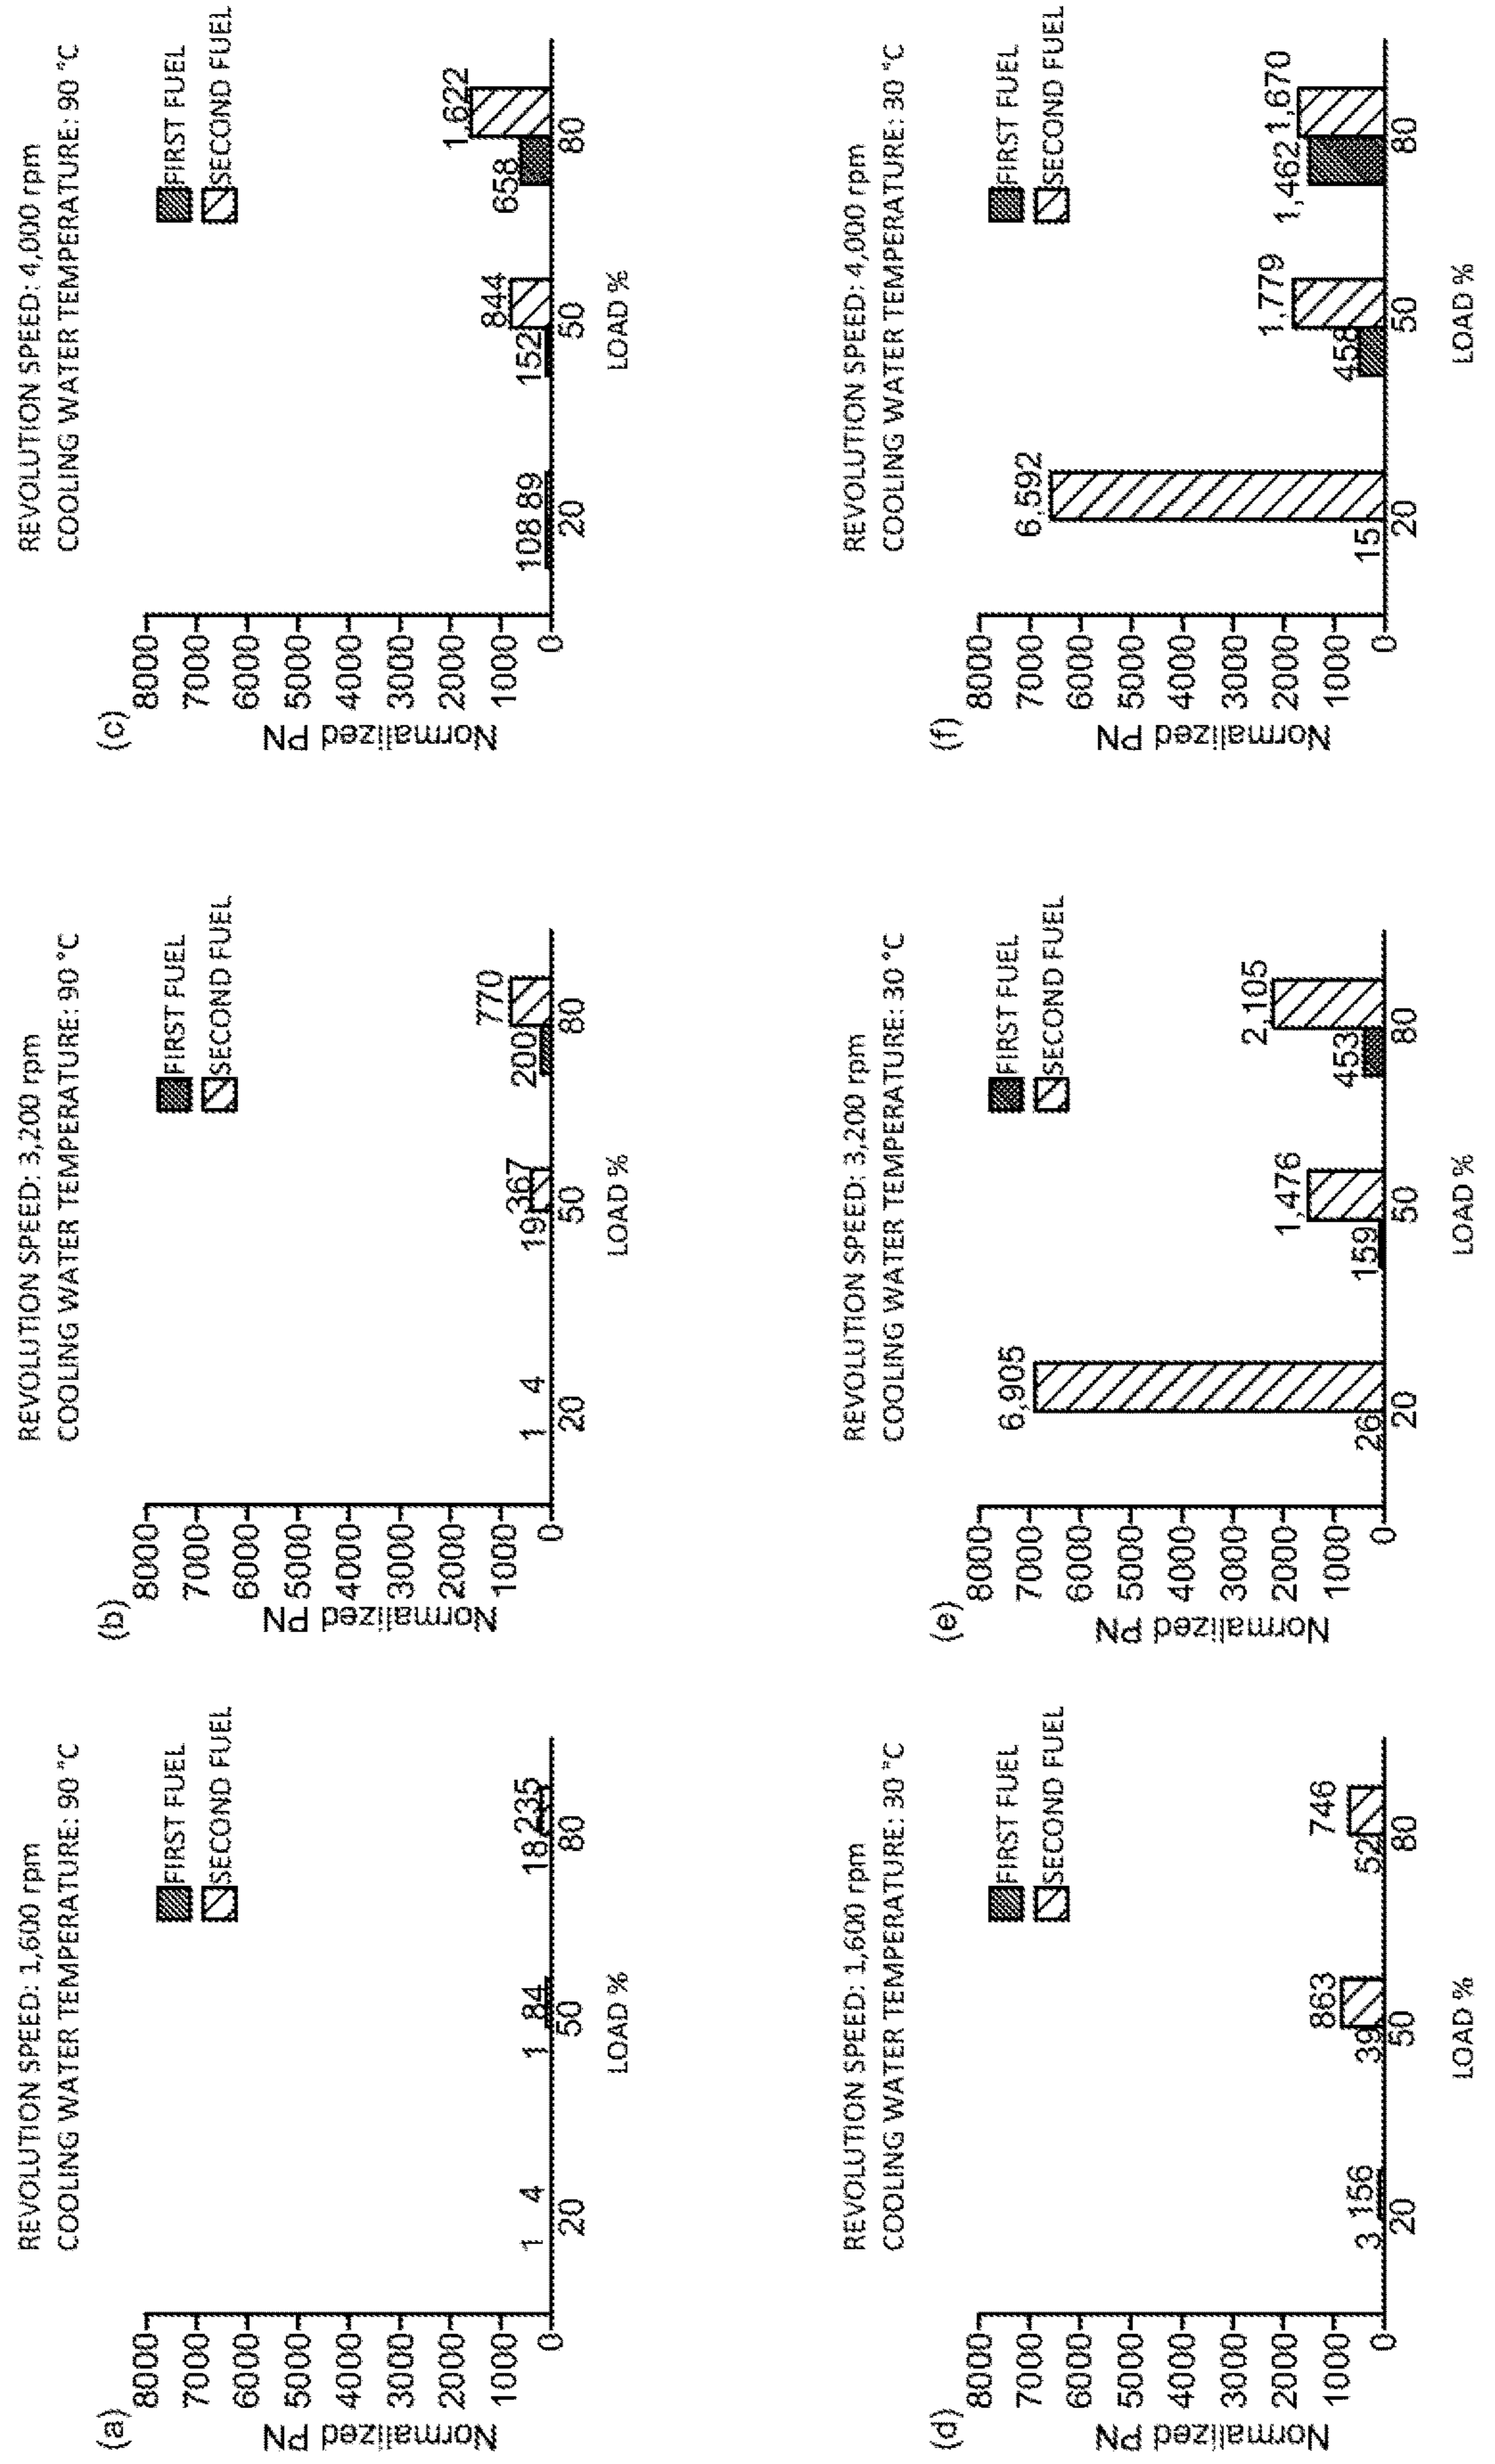 (a)
REVOLUTION SPEED: 1,600 rpm
COOLING WATER TEMPERATURE: 90 °C
FIRST FUEL
SECOND FUEL
Normalized PN
8000
7000
6000
5000
4000
3000
2000
1000
0
1 4
1 84
18 235
20 50 80
LOAD %
(b)
REVOLUTION SPEED: 3,200 rpm
COOLING WATER TEMPERATURE: 90 °C
FIRST FUEL
SECOND FUEL
Normalized PN
8000
7000
6000
5000
4000
3000
2000
1000
0
1 4
19 367
200 770
20 50 80
LOAD %
(c)
REVOLUTION SPEED: 4,000 rpm
COOLING WATER TEMPERATURE: 90 °C
FIRST FUEL
SECOND FUEL
Normalized PN
8000
7000
6000
5000
4000
3000
2000
1000
0
108 89
152 844
658 1,622
20 50 80
LOAD %
(d)
REVOLUTION SPEED: 1,600 rpm
COOLING WATER TEMPERATURE: 30 °C
FIRST FUEL
SECOND FUEL
Normalized PN
8000
7000
6000
5000
4000
3000
2000
1000
0
3 156
39 863
52 746
20 50 80
LOAD %
(e)
REVOLUTION SPEED: 3,200 rpm
COOLING WATER TEMPERATURE: 30 °C
FIRST FUEL
SECOND FUEL
Normalized PN
8000
7000
6000
5000
4000
3000
2000
1000
0
26 6,905
159 1,476
453 2,105
20 50 80
LOAD %
(f)
REVOLUTION SPEED: 4,000 rpm
COOLING WATER TEMPERATURE: 30 °C
FIRST FUEL
SECOND FUEL
Normalized PN
8000
7000
6000
5000
4000
3000
2000
1000
0
15 6,592
458 1.779
1,462 1,670
20 50 80
LOAD %